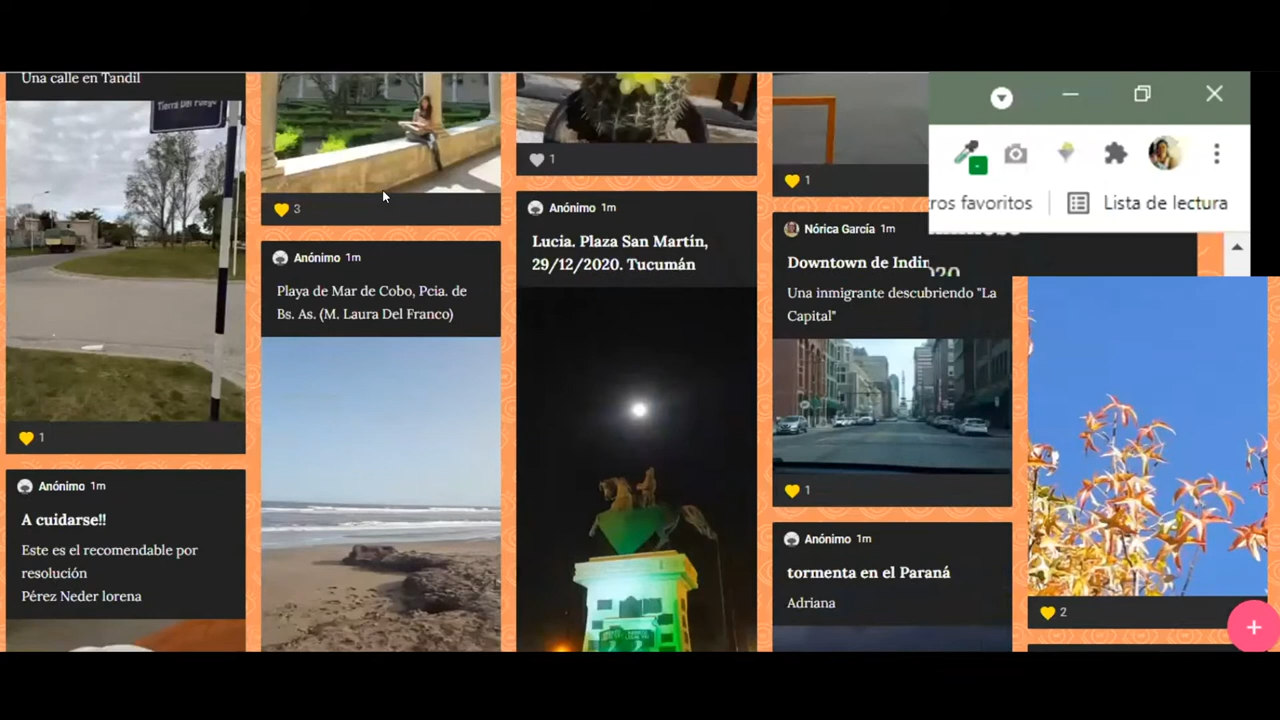 Una calle en Tandil
Tierra Del Fuego
1
Anónimo 1m
A cuidarse!!
Este es el recomendable por
resolución
Pérez Neder lorena
3
Anónimo 1m
Playa de Mar de Cobo, Pcia. de
Bs. As. (M. Laura Del Franco)
1
Anónimo 1m
Lucia. Plaza San Martín,
29/12/2020. Tucumán
1
Nórica García 1m
Downtown de Indir
Una inmigrante descubriendo "La
Capital"
1
Anónimo 1m
tormenta en el Paraná
Adriana
ros favoritos
Lista de lectura
2